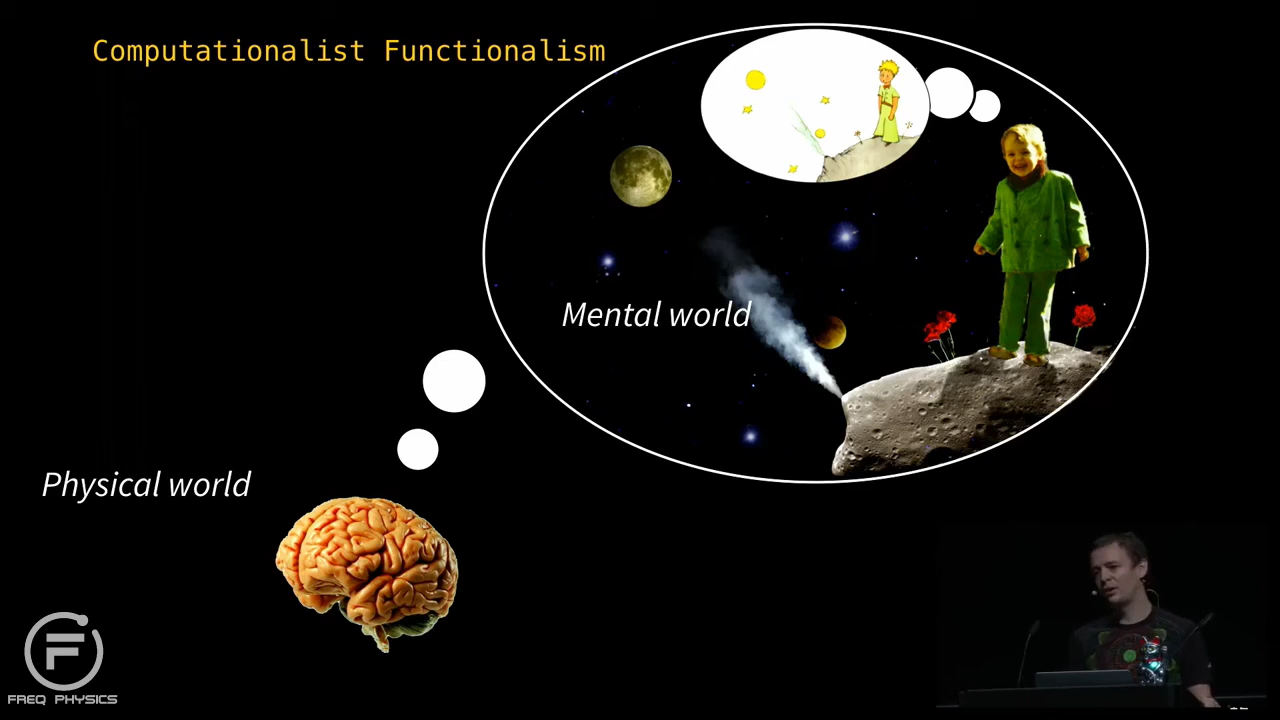 Computationalist Functionalism
Mental world
Physical world
F
FREQ PHYSICS